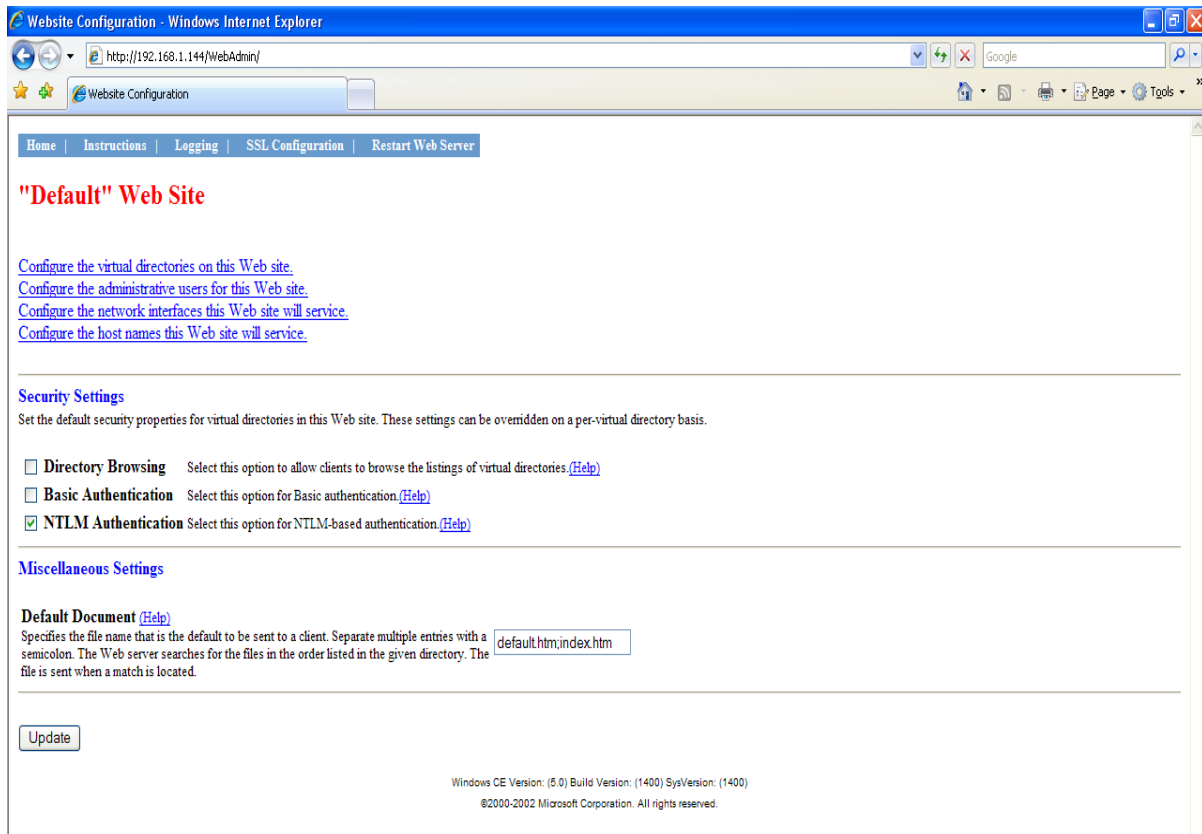 Website Configuration - Windows Internet Explorer
http://192.168.1.144/WebAdmin/
Google
Website Configuration
Page
Tools
»
Home | Instructions | Logging | SSL Configuration | Restart Web Server
"Default" Web Site
Configure the virtual directories on this Web site.
Configure the administrative users for this Web site.
Configure the network interfaces this Web site will service.
Configure the host names this Web site will service.
Security Settings
Set the default security properties for virtual directories in this Web site. These settings can be overridden on a per-virtual directory basis.
Directory Browsing Select this option to allow clients to browse the listings of virtual directories.(Help)
Basic Authentication Select this option for Basic authentication.(Help)
NTLM Authentication Select this option for NTLM-based authentication.(Help)
Miscellaneous Settings
Default Document (Help)
Specifies the file name that is the default to be sent to a client. Separate multiple entries with a
semicolon. The Web server searches for the files in the order listed in the given directory. The
file is sent when a match is located.
default.htm;index.htm
Update
Windows CE Version: (5.0) Build Version: (1400) SysVersion: (1400)
©2000-2002 Microsoft Corporation. All rights reserved.